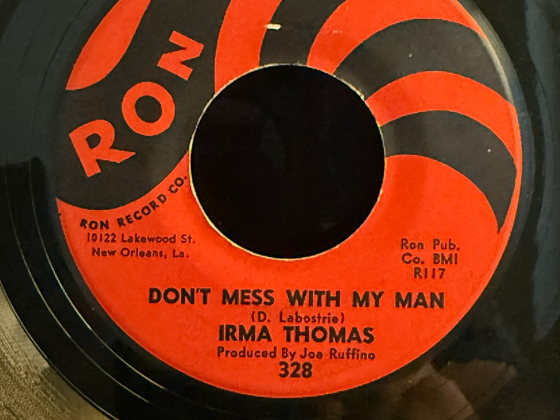 RON
RON RECORD CO.
10122 Lakewood St.
New Orleans, La.
Ron Pub.
Co. BMI
R117
DON'T MESS WITH MY MAN
(D. Labostrie)
IRMA THOMAS
Produced By Joe Ruffino
328